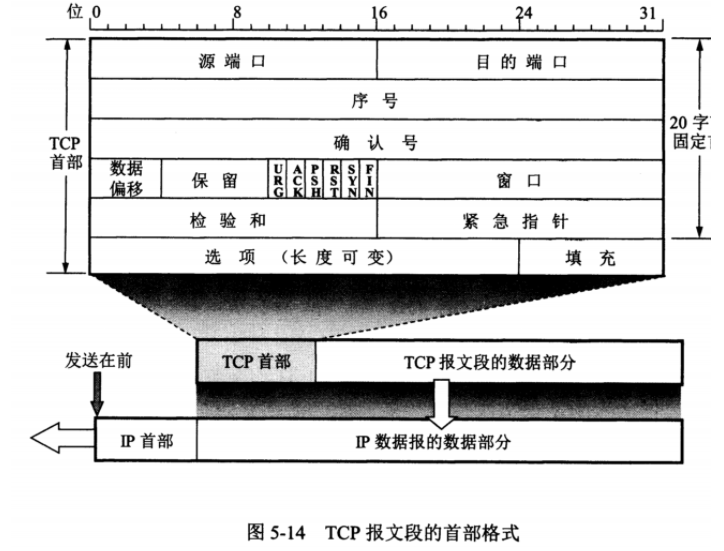 位 0 8 16 24 31
源端口 目的端口
序号
确认号
TCP
首部
20 字
固定
数据
偏移
保留
URG ACK PSH RST SYN FIN
窗口
检验和 紧急指针
选项 （长度可变） 填充
发送在前
TCP 首部 TCP 报文段的数据部分
IP 首部 IP 数据报的数据部分
图 5-14 TCP 报文段的首部格式